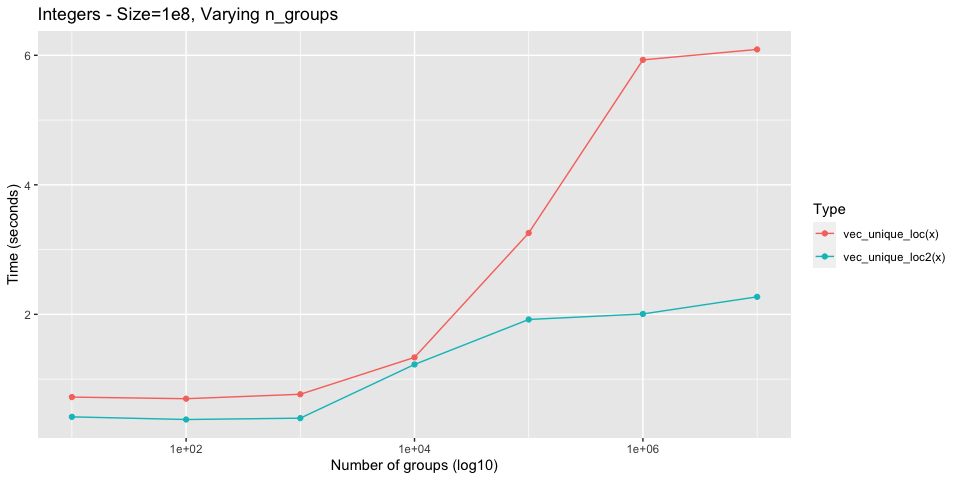 Integers - Size=1e8, Varying n_groups
Time (seconds)
6
4
2
1e+02
1e+04
1e+06
Number of groups (log10)
Type
vec_unique_loc(x)
vec_unique_loc2(x)